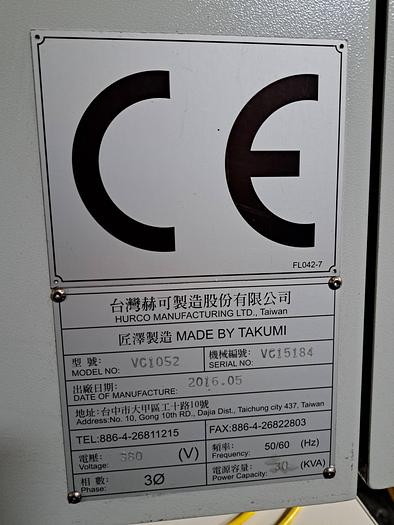 CE
FL042-7
台灣赫可製造股份有限公司
HURCO MANUFACTURING LTD., Taiwan
匠澤製造 MADE BY TAKUMI
型 號: VC1052 機械編號: VC15184
MODEL NO: SERIAL NO:
出廠日期: 2016.05
DATE OF MANUFACTURE:
地址:台中市大甲區工十路10號
Address:No. 10, Gong 10th RD., Dajia Dist., Taichung city 437, Taiwan
TEL:886-4-26811215 FAX:886-4-26822803
電壓: 380 (V) 頻率: 50/60 (Hz)
Voltage: Frequency:
相 數: 3Ø 電源容量: 30 (KVA)
Phase: Power Capacity: